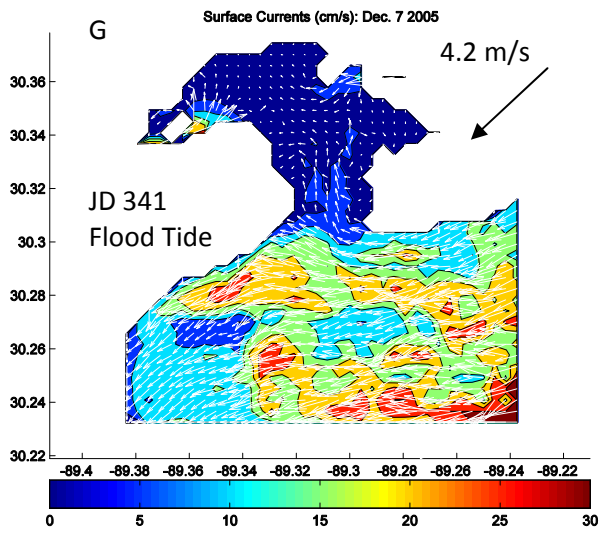 Surface Currents (cm/s): Dec. 7 2005
G
4.2 m/s
JD 341
Flood Tide
30.36
30.34
30.32
30.3
30.28
30.26
30.24
30.22
-89.4 -89.38 -89.36 -89.34 -89.32 -89.3 -89.28 -89.26 -89.24 -89.22
0 5 10 15 20 25 30